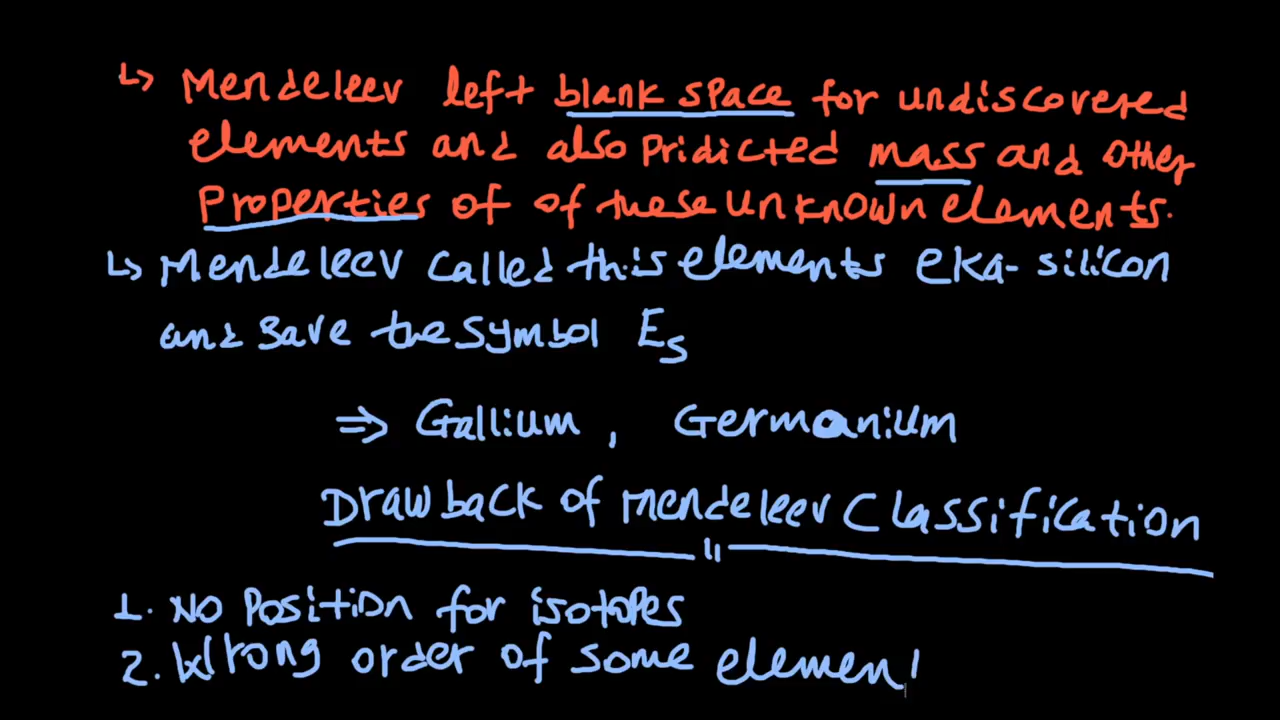 ↳ Mendeleev left blank space for undiscovered
elements and also Pridicted mass and other
Properties of of these unknown elements.
↳ Mendeleev called this elements eka-silicon
and gave the symbol Es
⇒ Gallium, Germanium
Drawback of mendeleev Classification
1. No Position for isotopes
2. Wrong order of some elemen